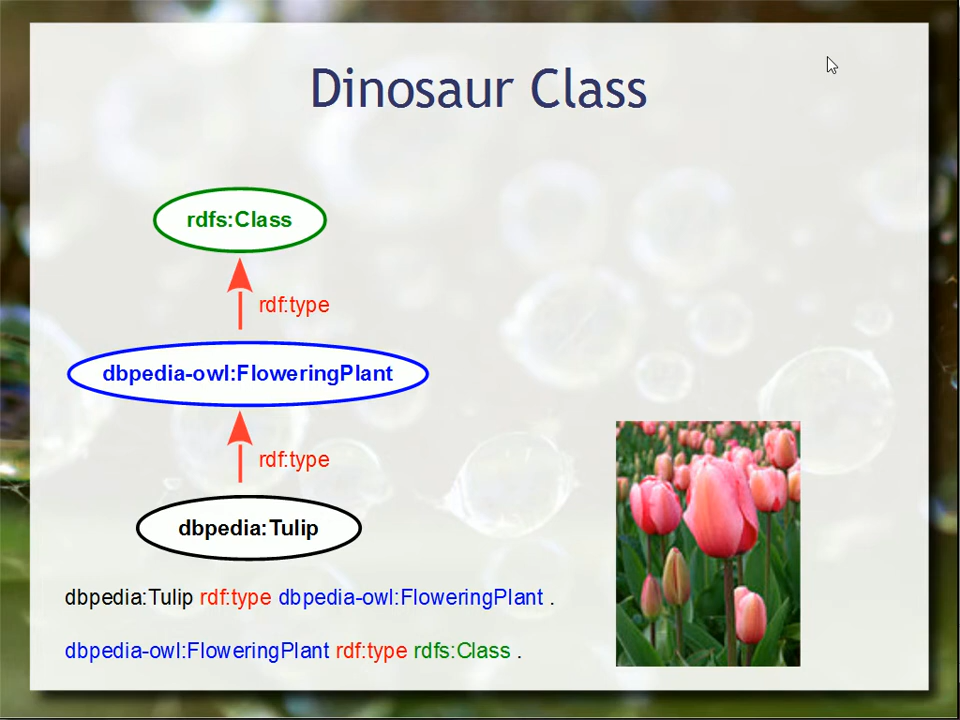 Dinosaur Class
rdfs:Class
rdf:type
dbpedia-owl:FloweringPlant
rdf:type
dbpedia:Tulip
dbpedia:Tulip rdf:type dbpedia-owl:FloweringPlant .
dbpedia-owl:FloweringPlant rdf:type rdfs:Class .